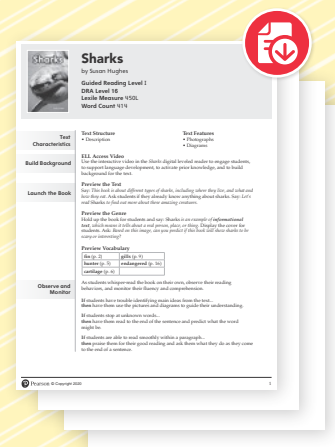 Sharks
Sharks
by Susan Hughes
Guided Reading Level I
DRA Level 16
Lexile Measure 450L
Word Count 414
Text
Characteristics
Text Structure
• Description
Text Features
• Photographs
• Diagrams
Build Background
ELL Access Video
Use the interactive video in the Sharks digital leveled reader to engage students,
to support language development, to activate prior knowledge, and to build
background for the text.
Launch the Book
Preview the Text
Say: This book is about different types of sharks, including where they live, and what and
how they eat. Ask students if they already know anything about sharks. Say: Let's
read Sharks to find out more about these amazing creatures.
Preview the Genre
Hold up the book for students and say: Sharks is an example of informational
text, which means it tells about a real person, place, or thing. Display the cover for
students. Ask: Based on this image, can you predict if this book will show sharks to be
scary or interesting?
Preview Vocabulary
fin (p. 2) gills (p. 9)
hunter (p. 3) endangered (p. 16)
cartilage (p. 6)
Observe and
Monitor
As students whisper-read the book on their own, observe their reading
behaviors, and monitor their fluency and comprehension.
If students have trouble identifying main ideas from the text...
then have them use the pictures and diagrams to guide their understanding.
If students stop at unknown words...
then have them read to the end of the sentence and predict what the word
might be.
If students are able to read smoothly within a paragraph...
then praise them for their good reading and ask them what they do as they come
to the end of a sentence.
Pearson © Copyright 2020
1